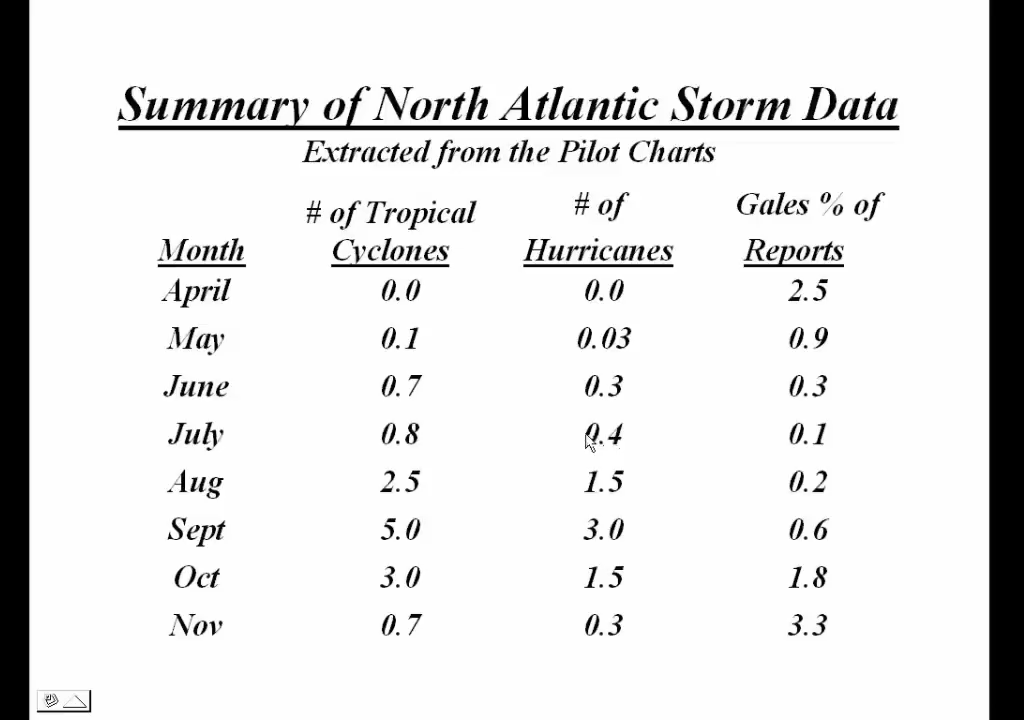 Summary of North Atlantic Storm Data
Extracted from the Pilot Charts
# of Tropical # of Gales % of
Month Cyclones Hurricanes Reports
April 0.0 0.0 2.5
May 0.1 0.03 0.9
June 0.7 0.3 0.3
July 0.8 0.4 0.1
Aug 2.5 1.5 0.2
Sept 5.0 3.0 0.6
Oct 3.0 1.5 1.8
Nov 0.7 0.3 3.3